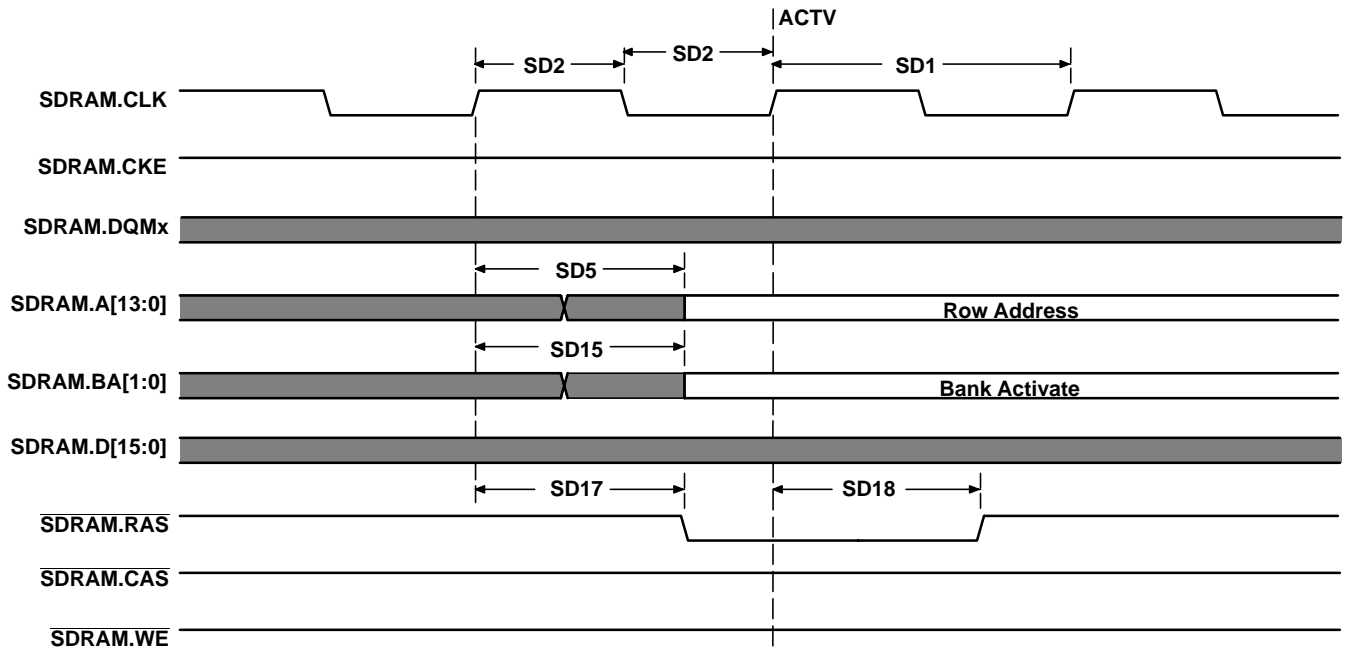 ACTV
SD2
SD2
SD1
SDRAM.CLK
SDRAM.CKE
SDRAM.DQMx
SD5
SDRAM.A[13:0]
Row Address
SD15
SDRAM.BA[1:0]
Bank Activate
SDRAM.D[15:0]
SD17
SD18
SDRAM.RAS
SDRAM.CAS
SDRAM.WE